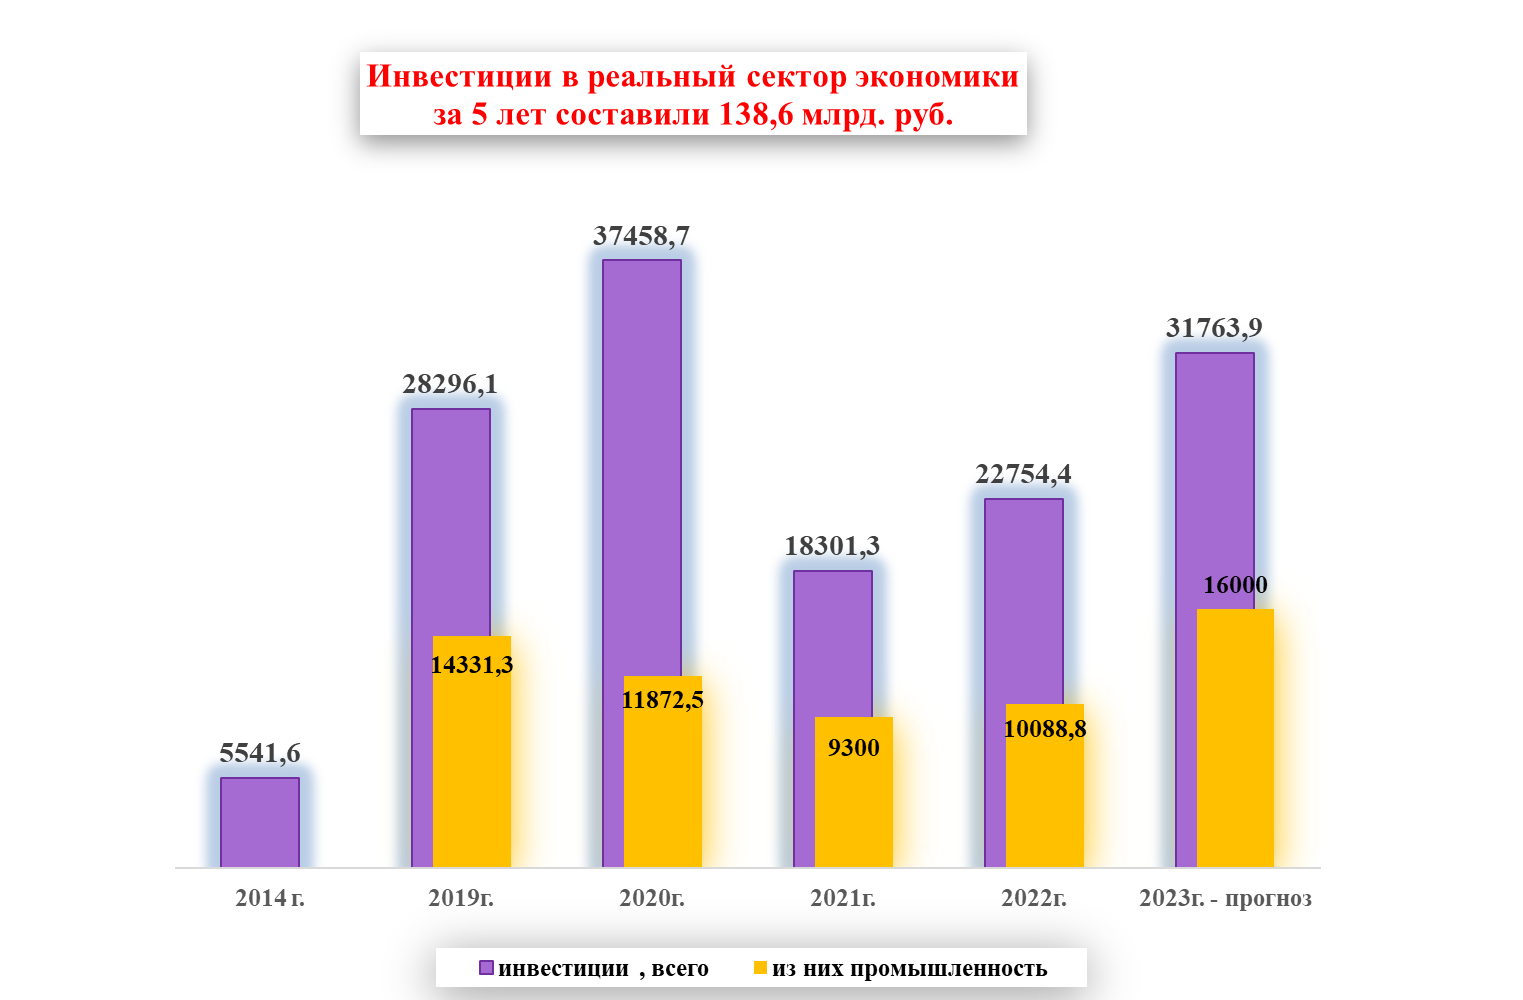 Инвестиции в реальный сектор экономики
за 5 лет составили 138,6 млрд. руб.
37458,7
31763,9
28296,1
22754,4
18301,3
16000
14331,3
11872,5
10088,8
9300
5541,6
2014 г. 2019г. 2020г. 2021г. 2022г. 2023г. - прогноз
инвестиции , всего из них промышленность